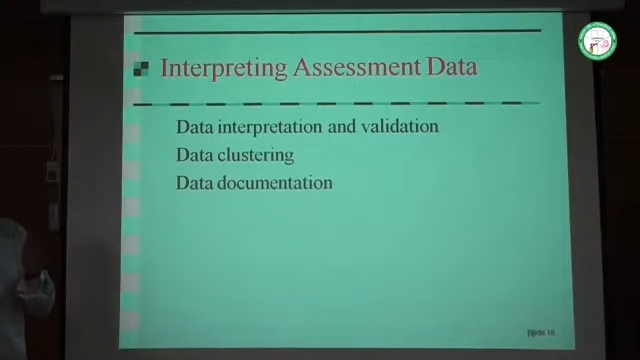 Interpreting Assessment Data
Data interpretation and validation
Data clustering
Data documentation